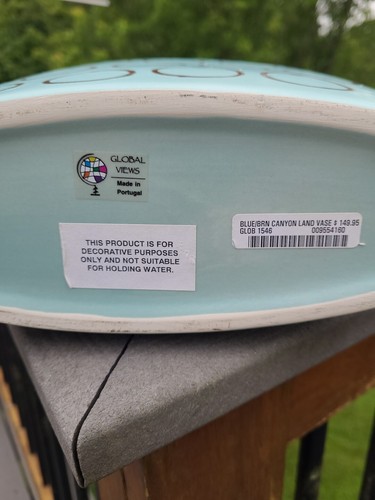 GLOBAL
VIEWS
Made in
Portugal
THIS PRODUCT IS FOR
DECORATIVE PURPOSES
ONLY AND NOT SUITABLE
FOR HOLDING WATER.
BLUE/BRN CANYON LAND VASE $ 149.95
GLOB 1546 009554160